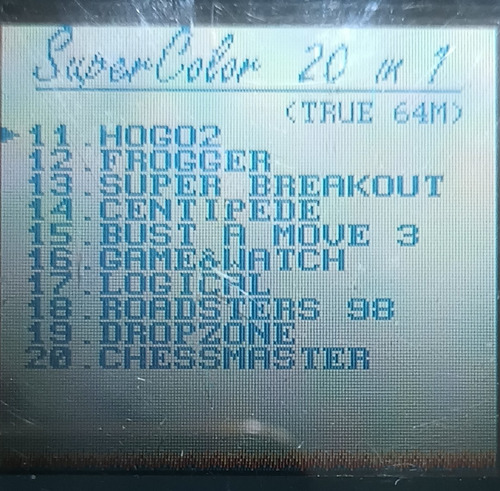 SuperColor 20 in 1
(TRUE 64M)
11.HOGO2
12.FROGGER
13.SUPER BREAKOUT
14.CENTIPEDE
15.BUST A MOVE 3
16.GAME&WATCH
17.LOGICAL
18.ROADSTERS 98
19.DROPZONE
20.CHESSMASTER